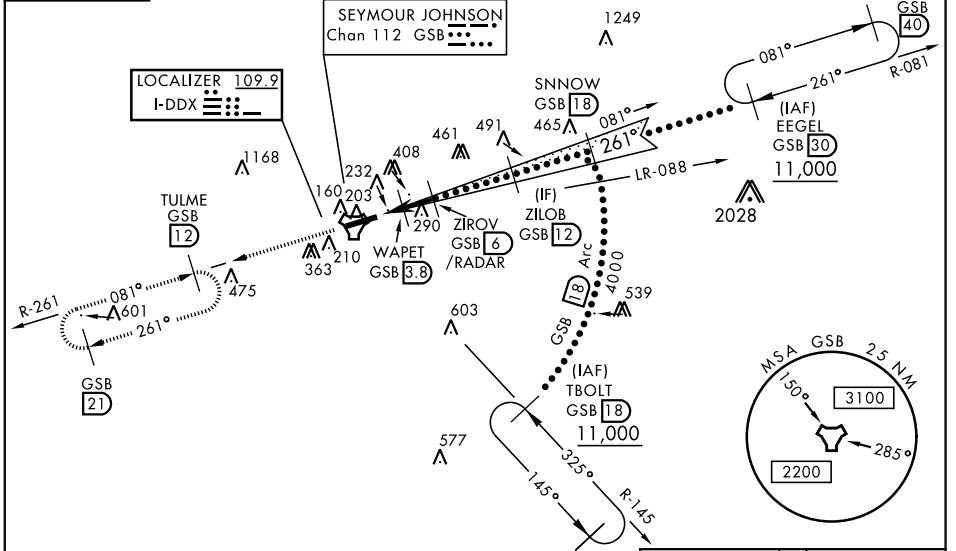 SEYMOUR JOHNSON
Chan 112 GSB
LOCALIZER 109.9
I-DDX
1249
GSB
40
081°
261°
R-081
(IAF)
EEGEL
GSB 30
11,000
SNNOW
GSB 18
081°
261°
465
491
461
408
232
1168
160
203
TULME
GSB
12
LR-088
(IF)
ZILOB
GSB 12
ZIROV
GSB 6
/RADAR
290
WAPET
GSB 3.8
210
363
475
2028
R-261
081°
601
261°
GSB
21
GSB 18 Arc
4000
539
603
(IAF)
TBOLT
GSB 18
11,000
577
325°
145°
R-145
MSA GSB 25 NM
150°
3100
285°
2200